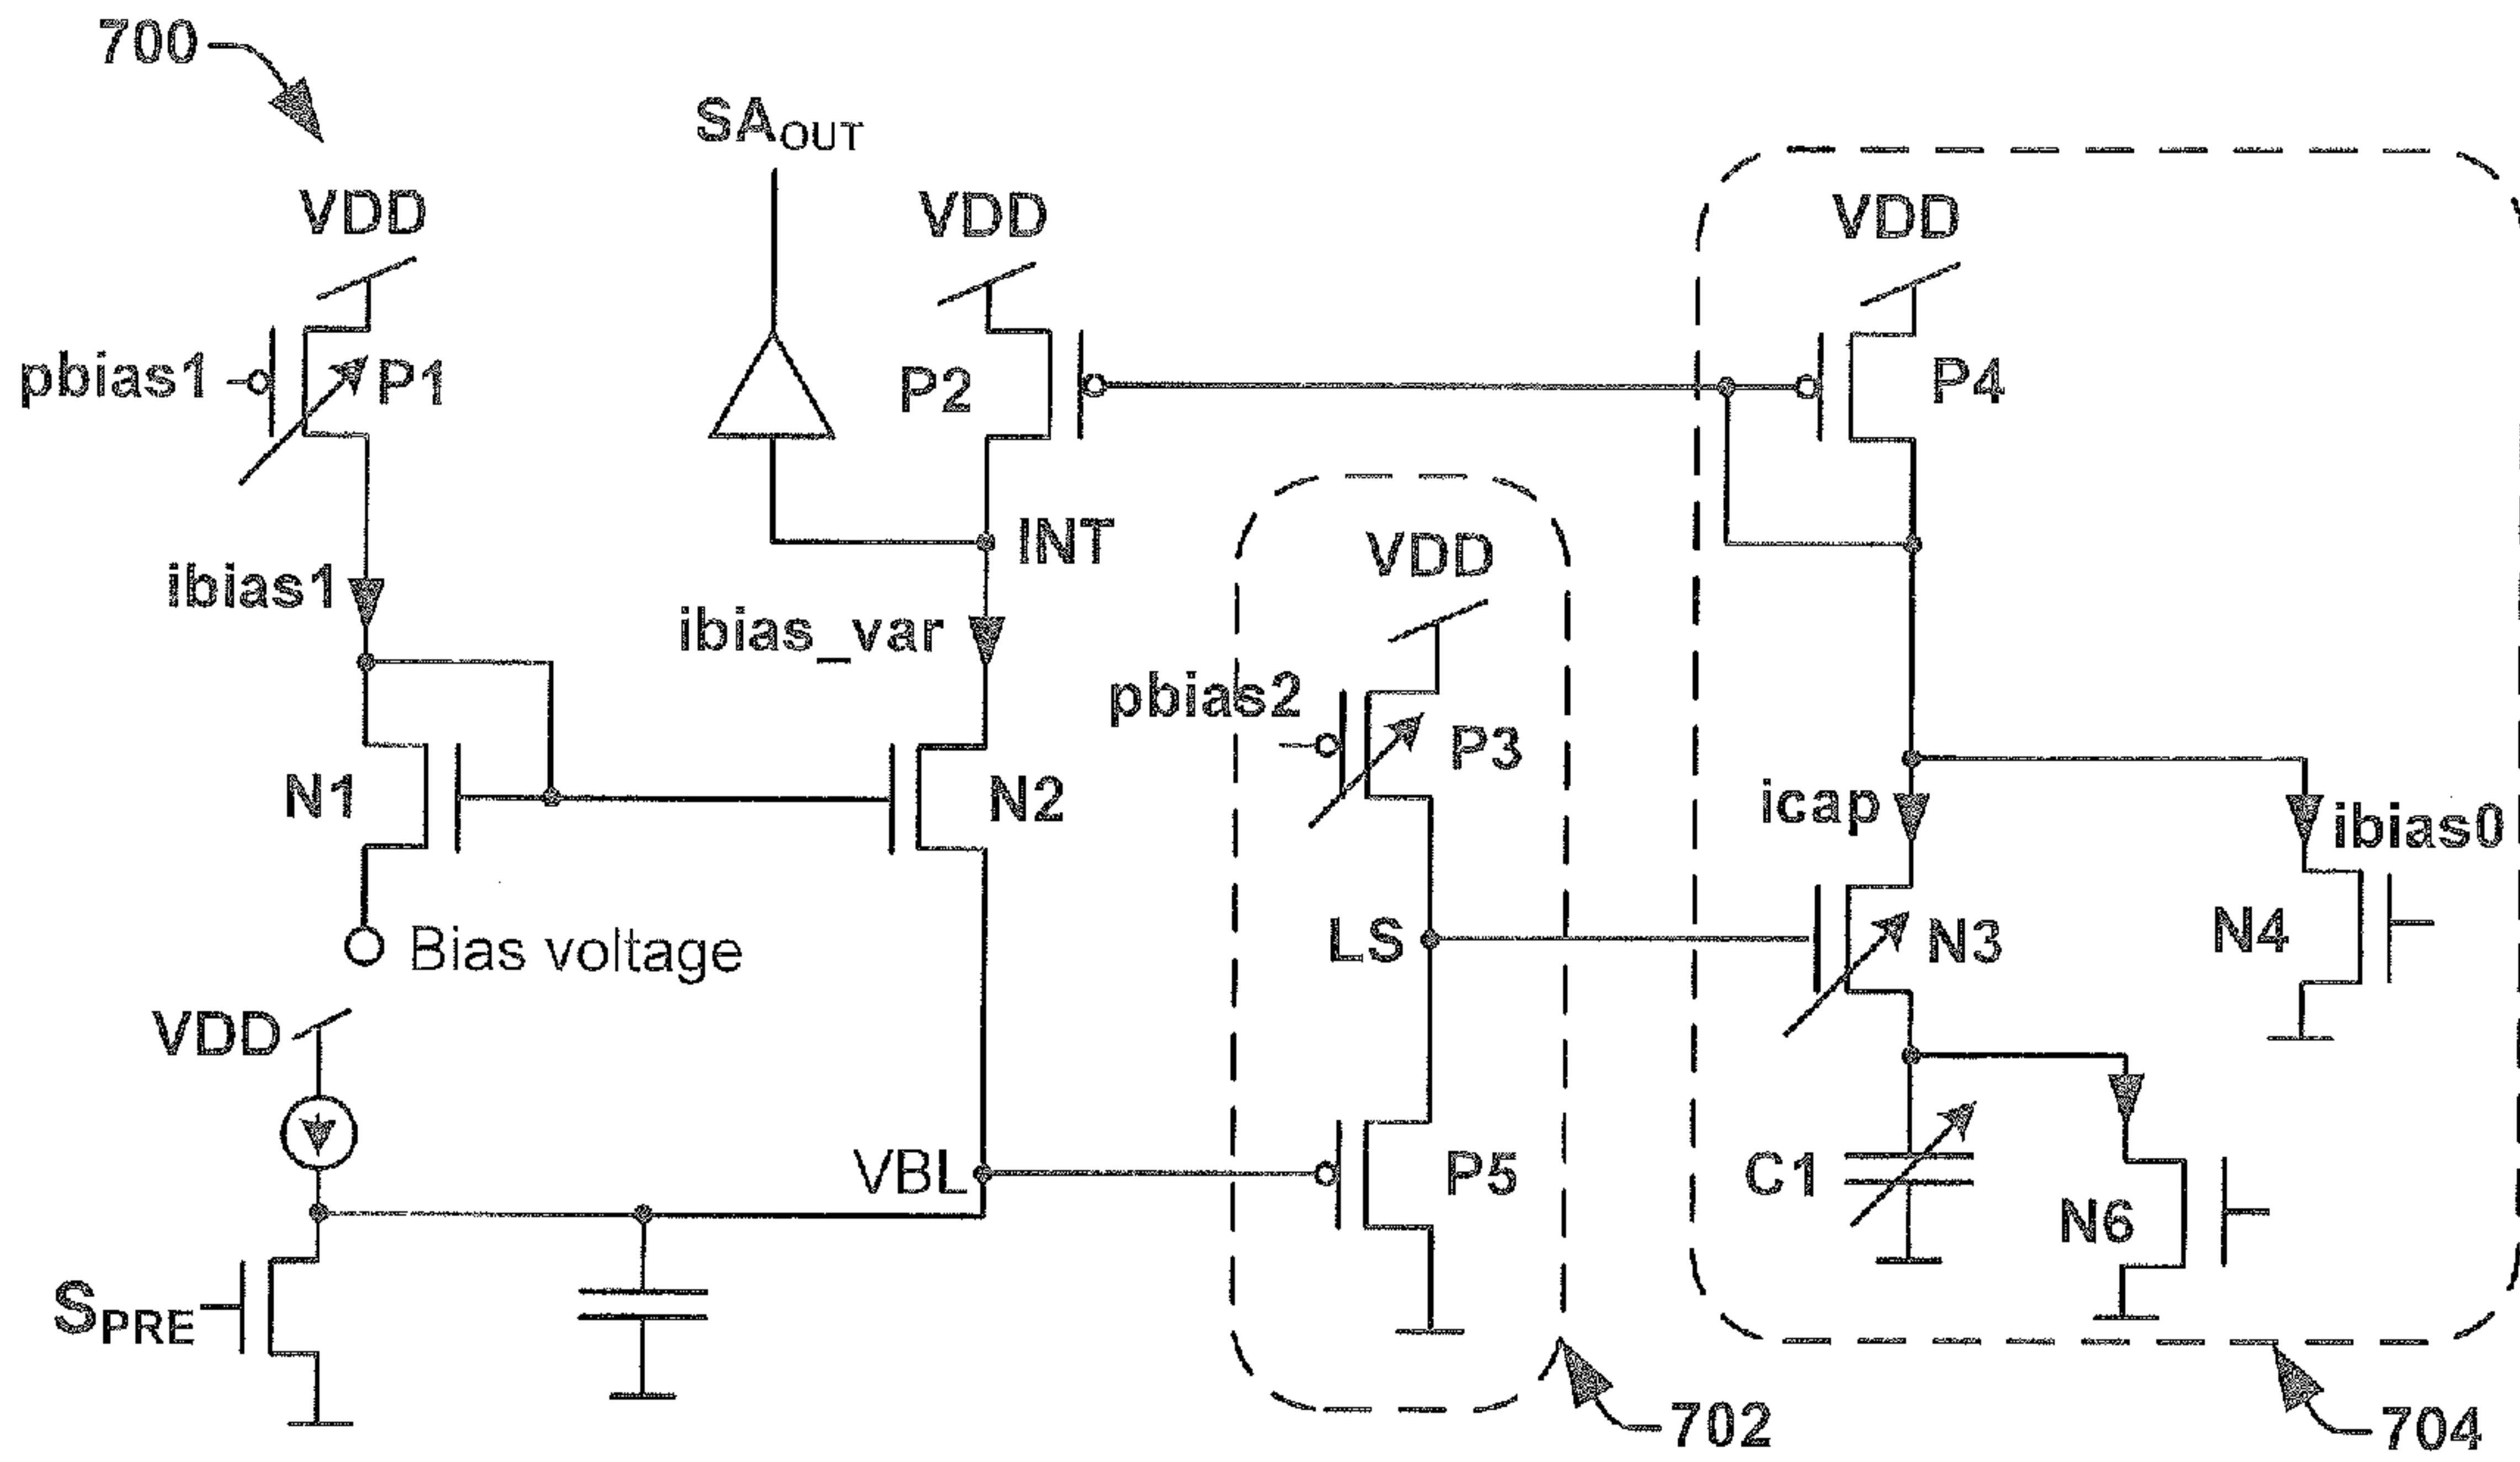 700
SAOUT
VDD
VDD
VDD
pbias1
P1
P2
P4
INT
VDD
ibias1
ibias_var
pbias2
P3
N1
N2
icap
ibias0
LS
N3
N4
Bias voltage
VDD
VBL
P5
C1
N6
SPRE
702
704